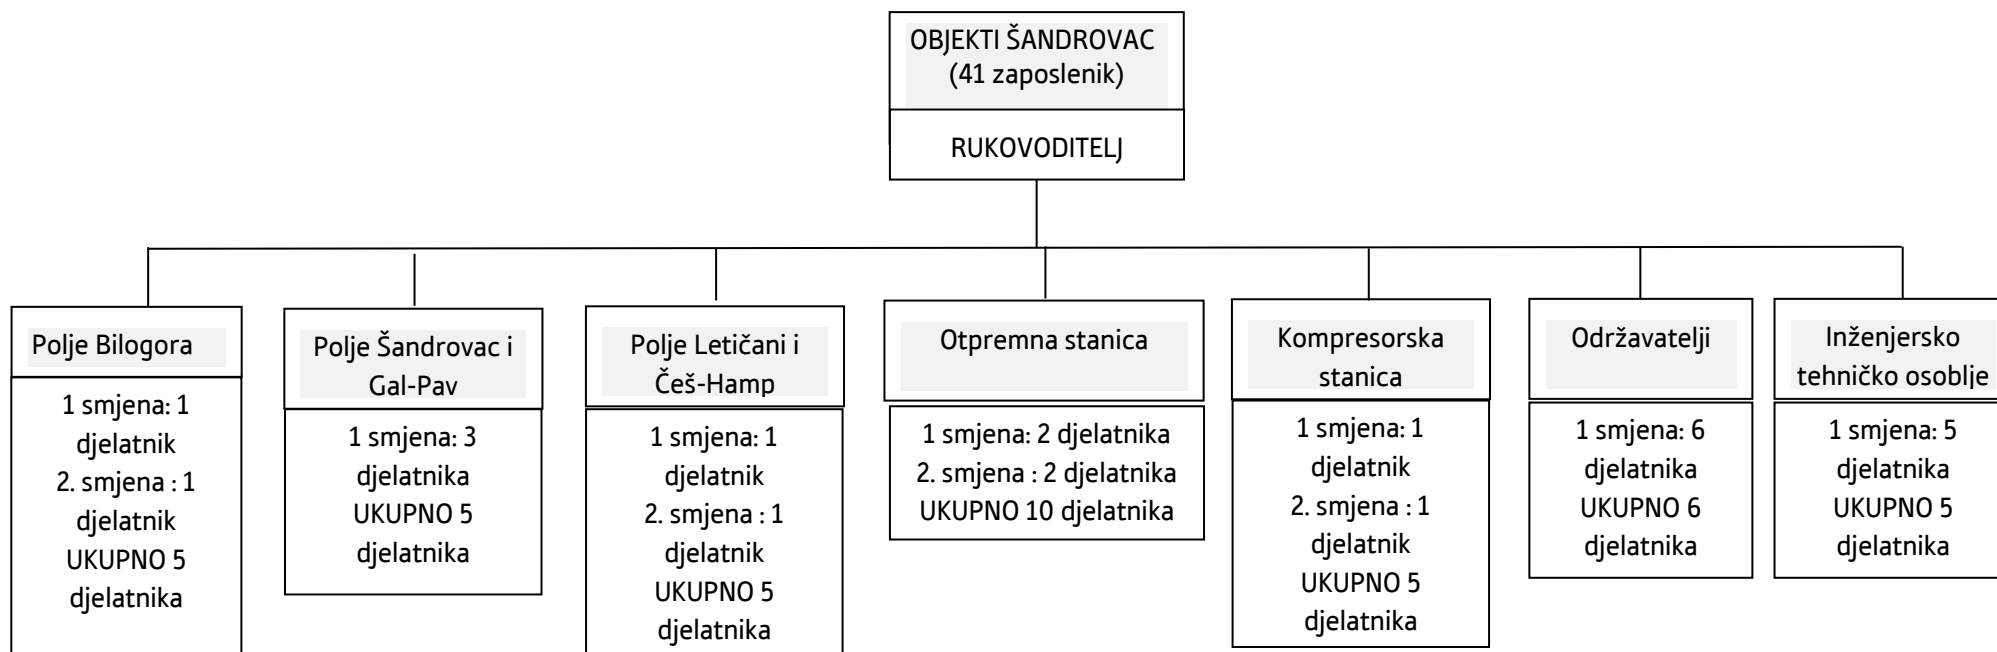 OBJEKTI ŠANDROVAC
(41 zaposlenik)
RUKOVODITELJ
Polje Bilogora
1 smjena: 1
djelatnik
2. smjena : 1
djelatnik
UKUPNO 5
djelatnika
Polje Šandrovac i
Gal-Pav
1 smjena: 3
djelatnika
UKUPNO 5
djelatnika
Polje Letičani i
Češ-Hamp
1 smjena: 1
djelatnik
2. smjena : 1
djelatnik
UKUPNO 5
djelatnika
Otpremna stanica
1 smjena: 2 djelatnika
2. smjena : 2 djelatnika
UKUPNO 10 djelatnika
Kompresorska
stanica
1 smjena: 1
djelatnik
2. smjena : 1
djelatnik
UKUPNO 5
djelatnika
Održavatelji
1 smjena: 6
djelatnika
UKUPNO 6
djelatnika
Inženjersko
tehničko osoblje
1 smjena: 5
djelatnika
UKUPNO 5
djelatnika